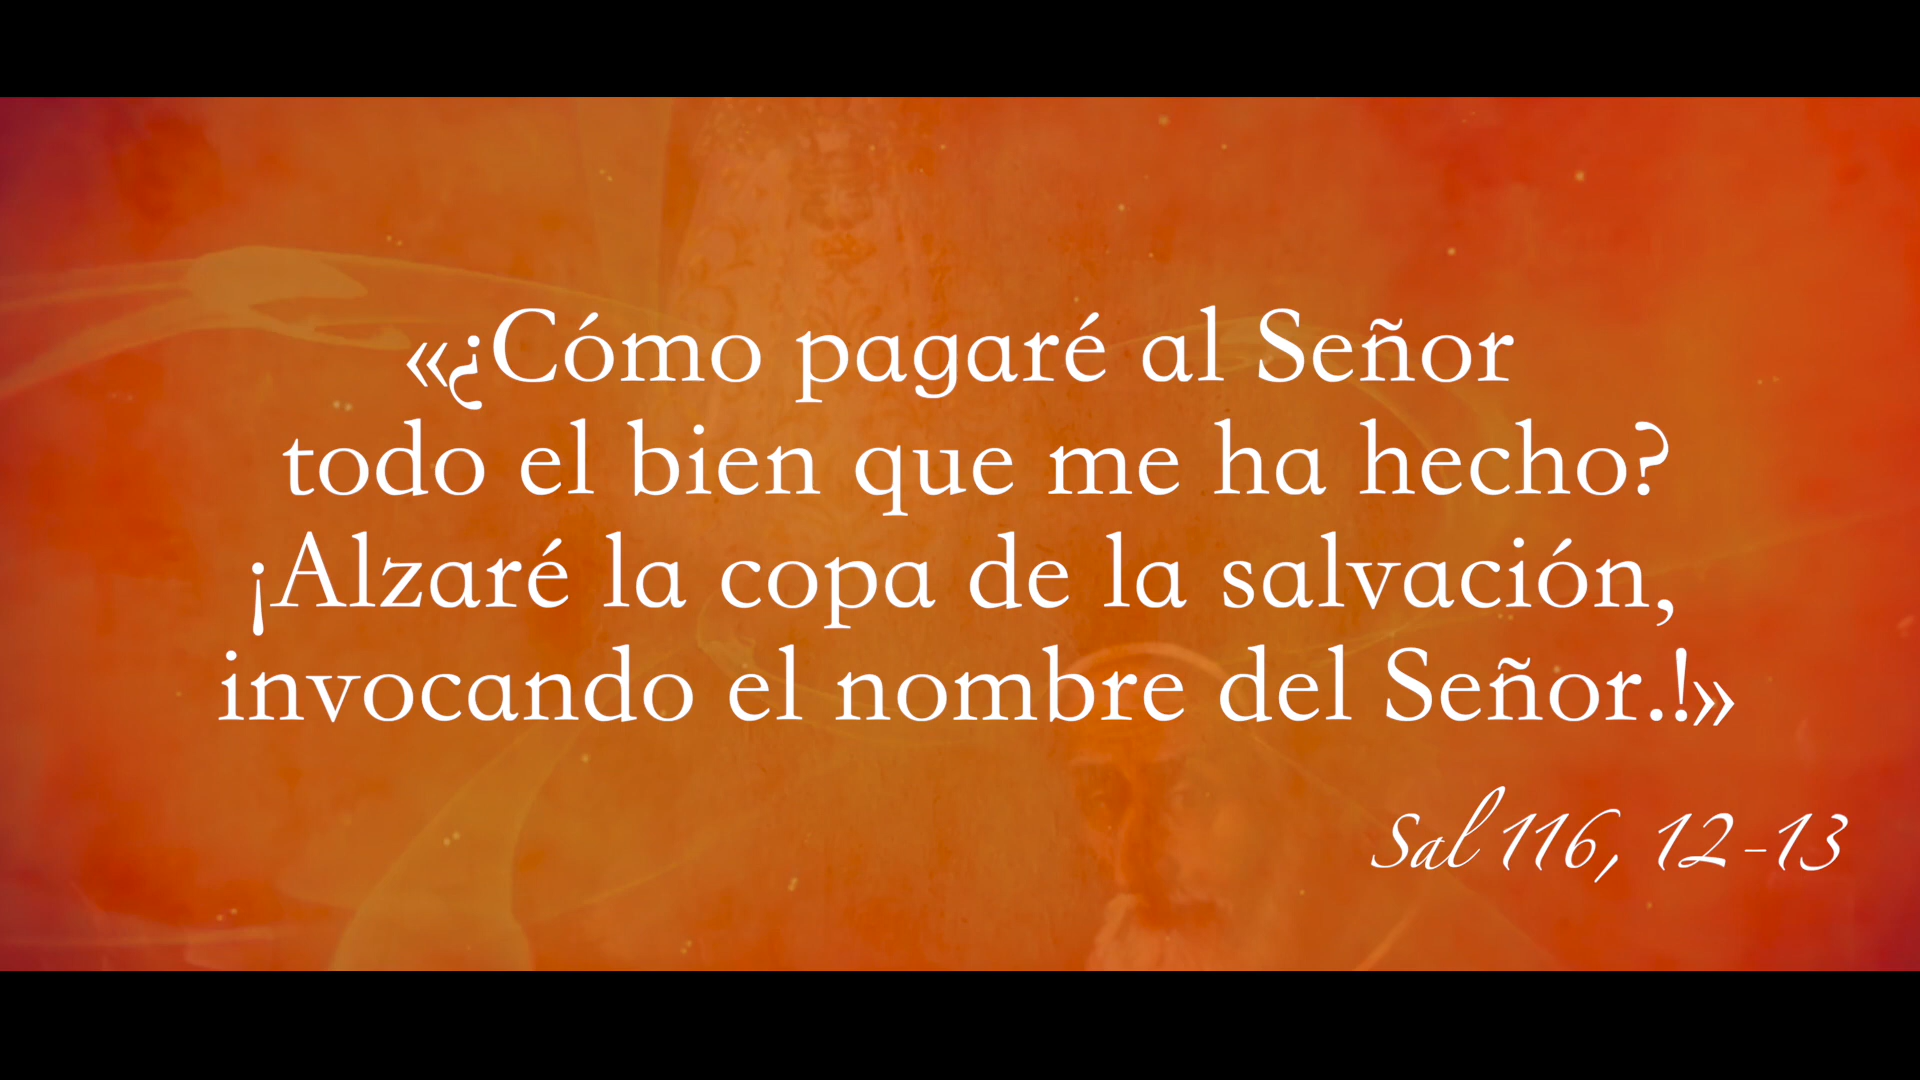 «¿Cómo pagaré al Señor
todo el bien que me ha hecho?
¡Alzaré la copa de la salvación,
invocando el nombre del Señor.!»
Sal 116, 12-13